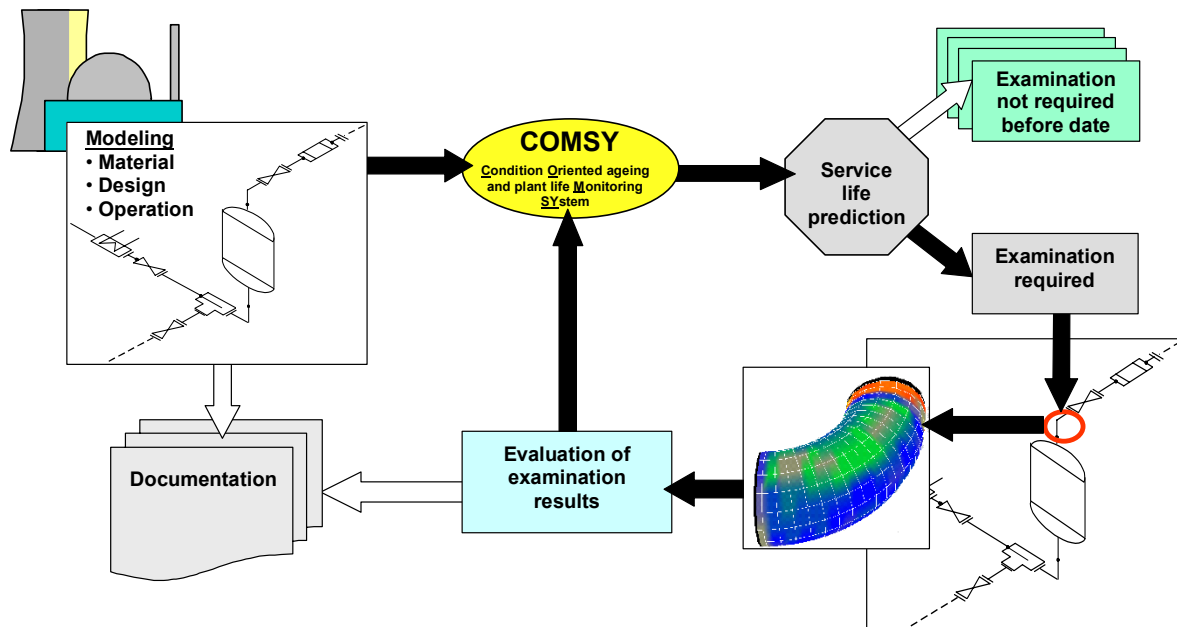 Modeling
• Material
• Design
• Operation
COMSY
Condition Oriented ageing
and plant life Monitoring
SYstem
Service
life
prediction
Examination
not required
before date
Examination
required
Evaluation of
examination
results
Documentation